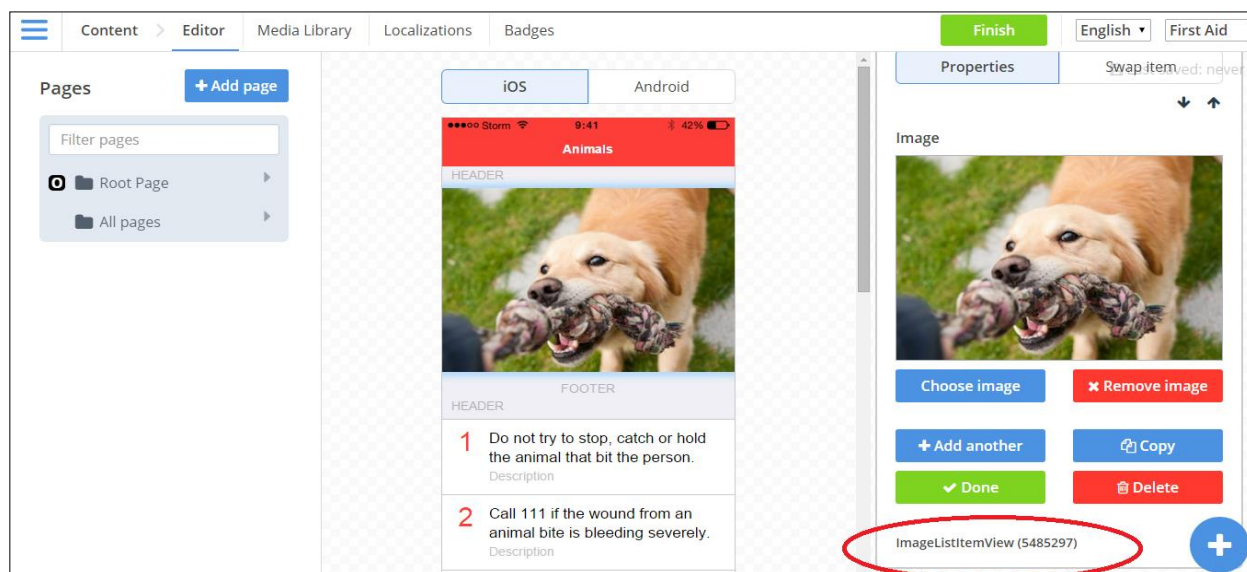 Content > Editor Media Library Localizations Badges Finish English First Aid
Pages
+ Add page
Filter pages
Root Page
All pages
iOS Android
Storm 9:41 42%
Animals
HEADER
FOOTER
HEADER
1 Do not try to stop, catch or hold
the animal that bit the person.
Description
2 Call 111 if the wound from an
animal bite is bleeding severely.
Description
Properties Swap item saved: never
Image
Choose image Remove image
+ Add another Copy
Done Delete
ImageListItemView (5485297)